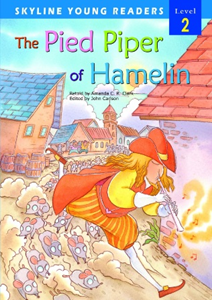 SKYLINE YOUNG READERS Level 2
The Pied Piper
of Hamelin
Retold by Amanda C. R. Clark
Edited by John Carlson